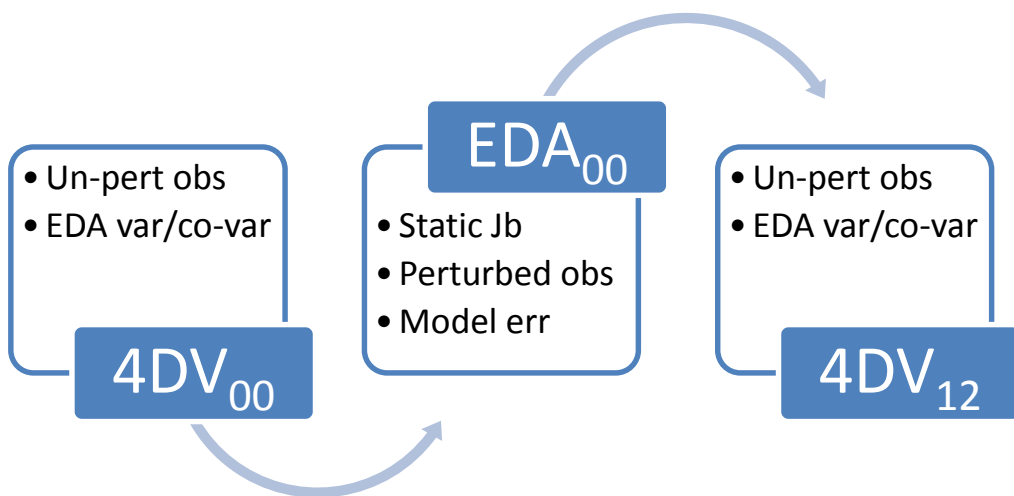 • Un-pert obs
• EDA var/co-var
4DV₀₀
EDA₀₀
• Static Jb
• Perturbed obs
• Model err
• Un-pert obs
• EDA var/co-var
4DV₁₂